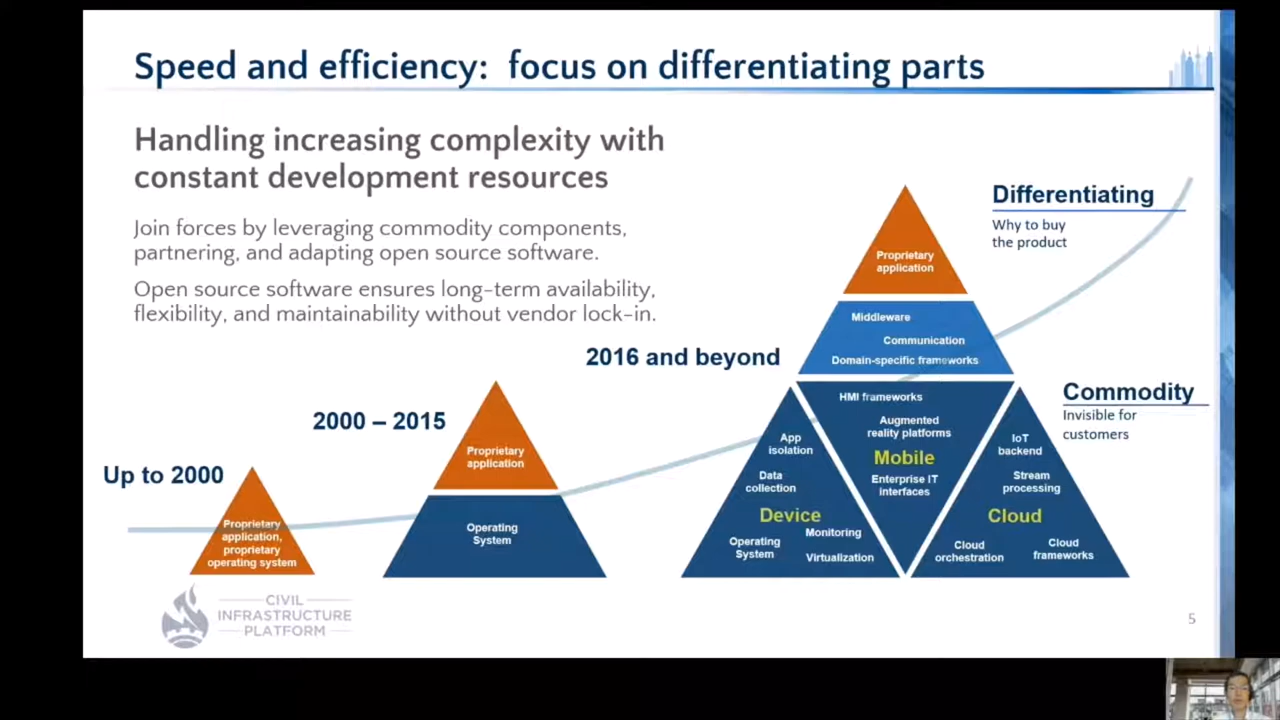 Speed and efficiency: focus on differentiating parts
Handling increasing complexity with
constant development resources
Join forces by leveraging commodity components,
partnering, and adapting open source software.
Open source software ensures long-term availability,
flexibility, and maintainability without vendor lock-in.
Up to 2000
Proprietary
application,
proprietary
operating system
2000 – 2015
Proprietary
application
Operating
System
2016 and beyond
Proprietary
application
Middleware
Communication
Domain-specific frameworks
HMI frameworks
Augmented
reality platforms
Mobile
Enterprise IT
interfaces
App
isolation
Data
collection
Device
Monitoring
Operating
System
Virtualization
IoT
backend
Stream
processing
Cloud
Cloud
orchestration
Cloud
frameworks
Differentiating
Why to buy
the product
Commodity
Invisible for
customers
CIVIL
INFRASTRUCTURE
PLATFORM
5